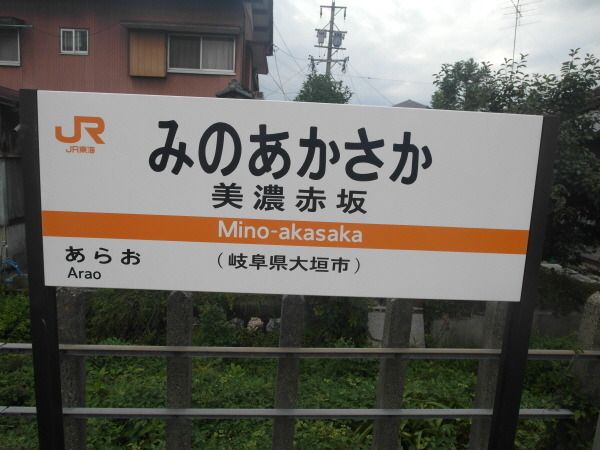 JR
JR東海
みのあかさか
美濃赤坂
Mino-akasaka
あらお
Arao
（岐阜県大垣市）